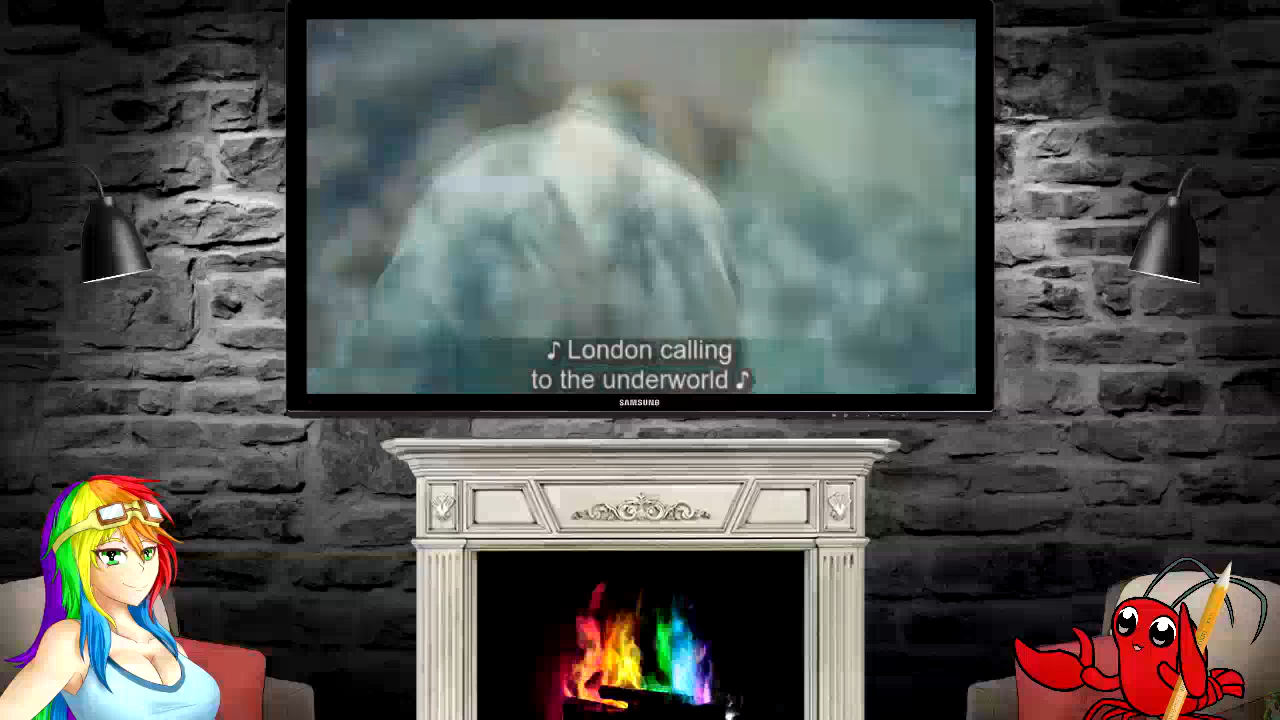 ♪ London calling
to the underworld ♪
SAMSUNG